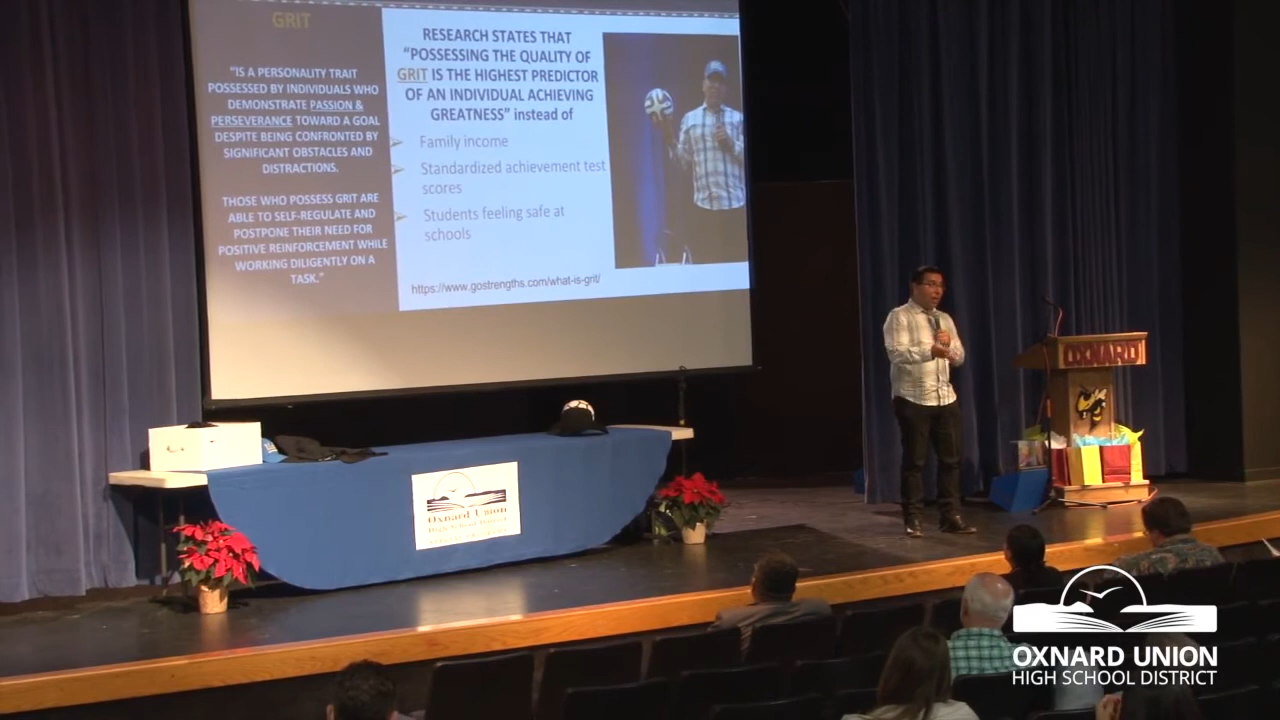 GRIT
"IS A PERSONALITY TRAIT
POSSESSED BY INDIVIDUALS WHO
DEMONSTRATE PASSION &
PERSEVERANCE TOWARD A GOAL
DESPITE BEING CONFRONTED BY
SIGNIFICANT OBSTACLES AND
DISTRACTIONS.
THOSE WHO POSSESS GRIT ARE
ABLE TO SELF-REGULATE AND
POSTPONE THEIR NEED FOR
POSITIVE REINFORCEMENT WHILE
WORKING DILIGENTLY ON A
TASK."
RESEARCH STATES THAT
"POSSESSING THE QUALITY OF
GRIT IS THE HIGHEST PREDICTOR
OF AN INDIVIDUAL ACHIEVING
GREATNESS" instead of
Family income
Standardized achievement test
scores
Students feeling safe at
schools
https://www.gostrengths.com/what-is-grit/
OXNARD
Oxnard Union
High School District
OXNARD UNION
HIGH SCHOOL DISTRICT